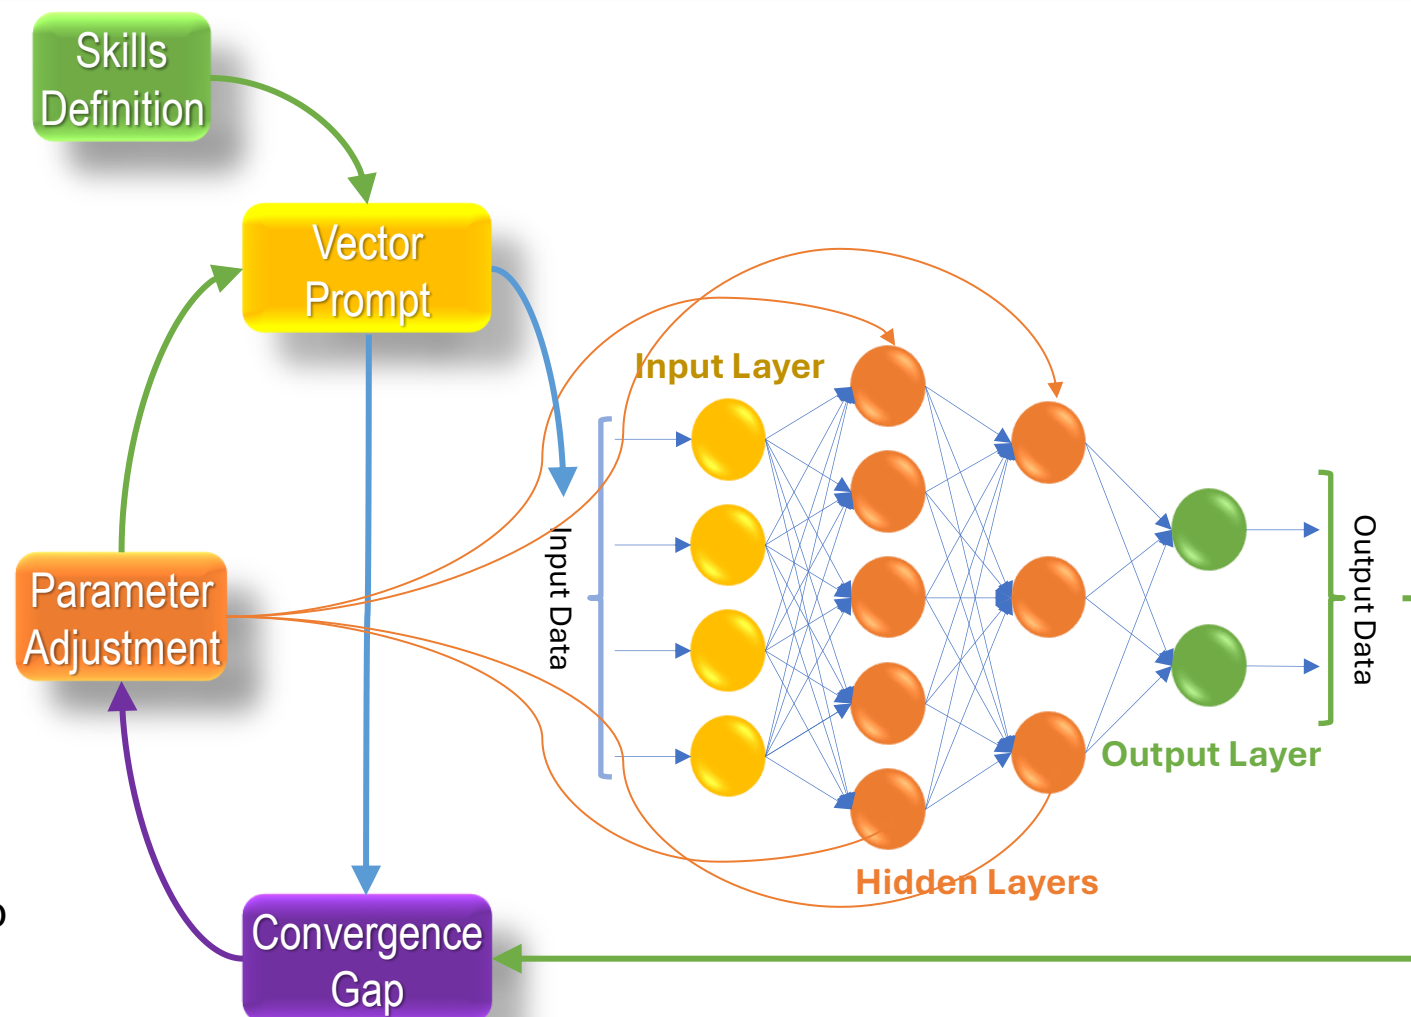 Skills
Definition
Vector
Prompt
Input Layer
Input Data
Output Data
Parameter
Adjustment
Output Layer
Hidden Layers
Convergence
Gap